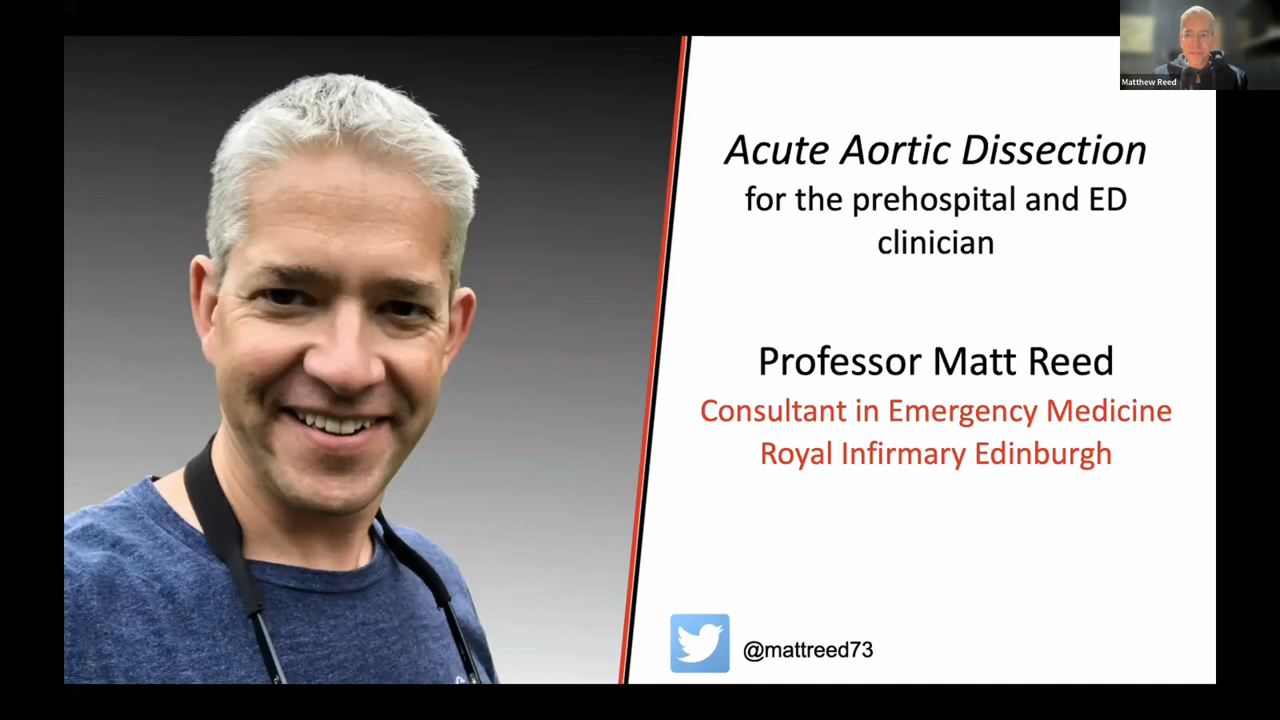 Matthew Reed
Acute Aortic Dissection
for the prehospital and ED
clinician
Professor Matt Reed
Consultant in Emergency Medicine
Royal Infirmary Edinburgh
@mattreed73